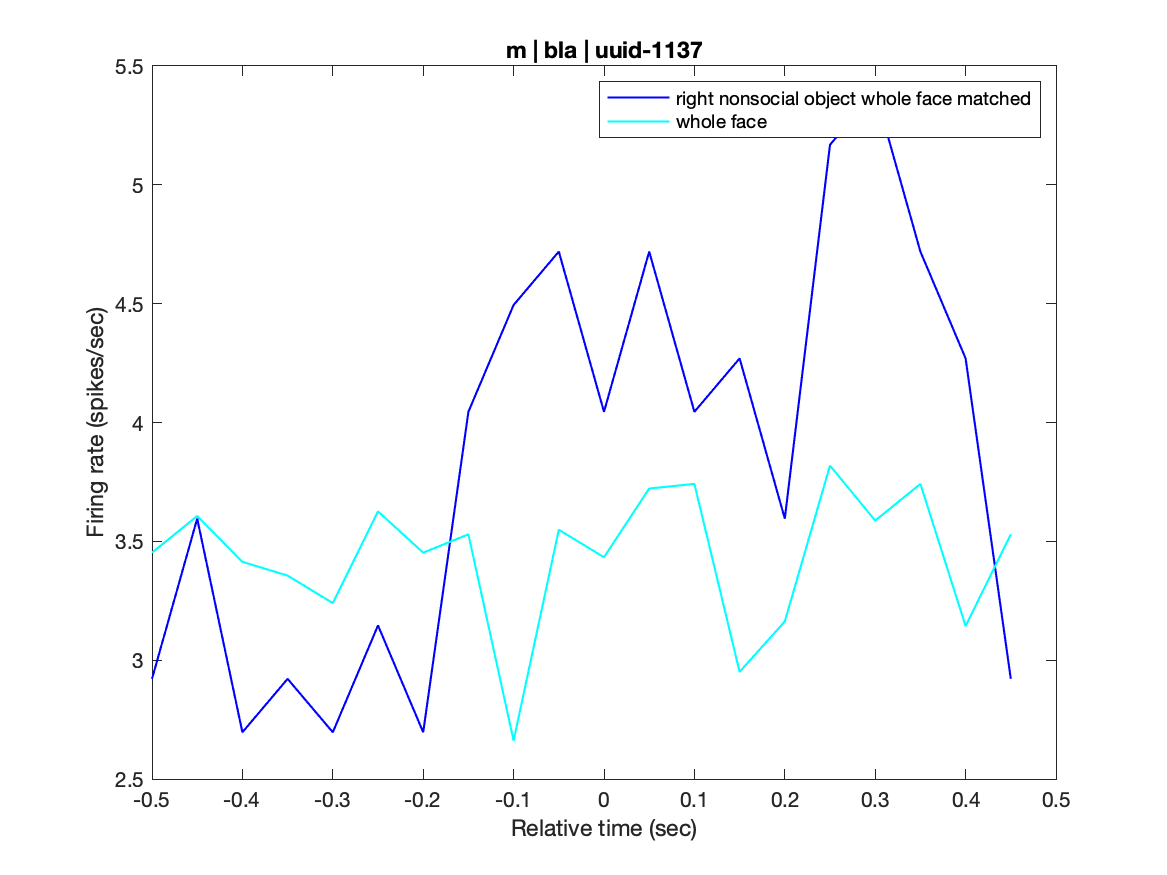 m | bla | uuid-1137
right nonsocial object whole face matched
whole face
Firing rate (spikes/sec)
5.5
5
4.5
4
3.5
3
2.5
-0.5 -0.4 -0.3 -0.2 -0.1 0 0.1 0.2 0.3 0.4 0.5
Relative time (sec)